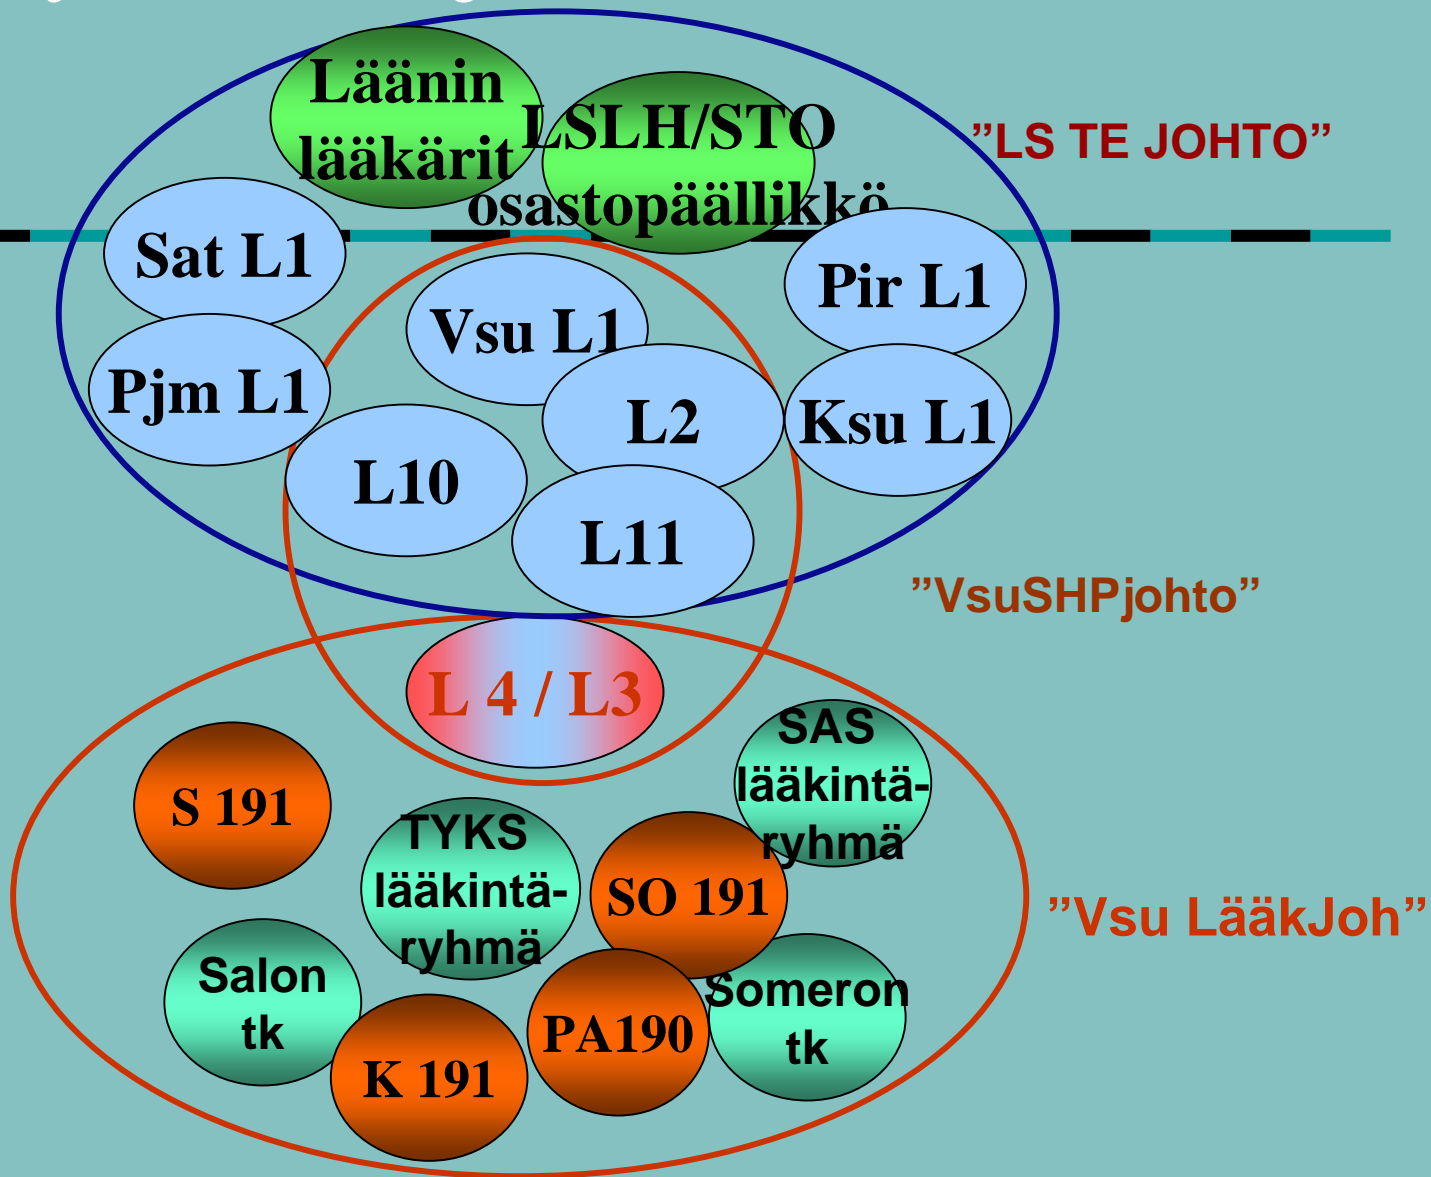 Läänin
lääkärit
LSLH/STO
osastopäällikkö
”LS TE JOHTO”
Sat L1
Pir L1
Vsu L1
Pjm L1
L2
Ksu L1
L10
L11
”VsuSHPjohto”
L 4 / L3
SAS
lääkintä-
ryhmä
S 191
TYKS
lääkintä-
ryhmä
SO 191
”Vsu LääkJoh”
Salon
tk
Someron
tk
PA190
K 191